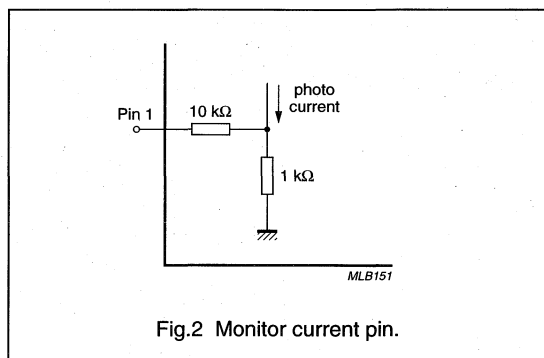 photo
current
Pin 1
10 kΩ
1 kΩ
MLB151
Fig.2 Monitor current pin.